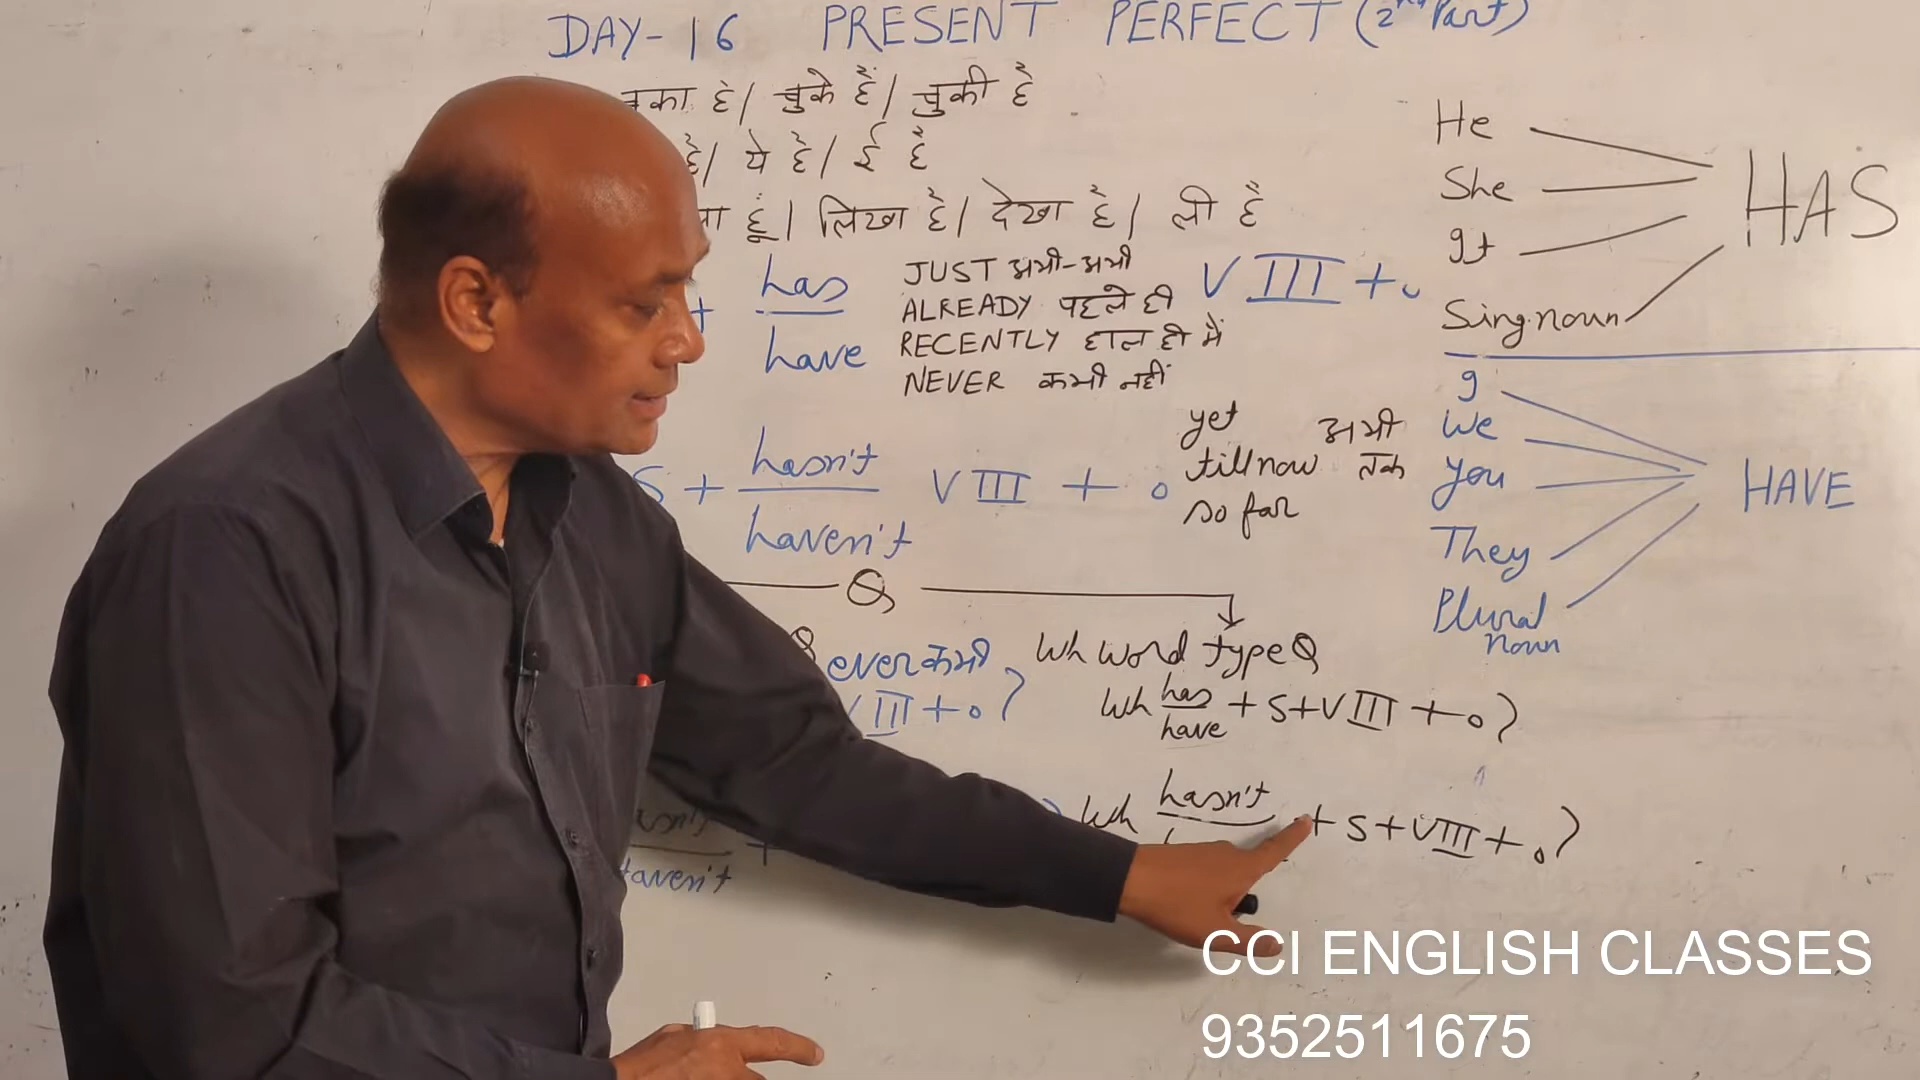 DAY-16 PRESENT PERFECT (2nd Part)
चुका है/ चुके हैं/ चुकी है
है/ ये है/ ई है
हूं/ लिखा है/ देखा है/ ली है
+ has
have
JUST अभी-अभी
ALREADY पहले ही
RECENTLY हाल ही में
NEVER कभी नहीं
V III + o
S + hasn't
haven't
V III + o
yet
till now
so far
अभी
तक
Q
Q ever कभी
V III + o ?
Wh word type Q
Wh has
have
+ S + V III + o ?
Wh hasn't
+ S + V III + o ?
haven't
+
He
She
It
Sing. noun
HAS
I
We
You
They
Plural
noun
HAVE
CCI ENGLISH CLASSES
9352511675